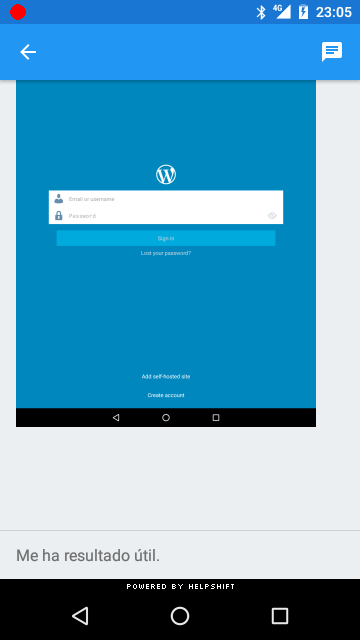 4G 23:05
Email or username
Password
Sign in
Lost your password?
Add self-hosted site
Create account
Me ha resultado útil.
POWERED BY HELPSHIFT